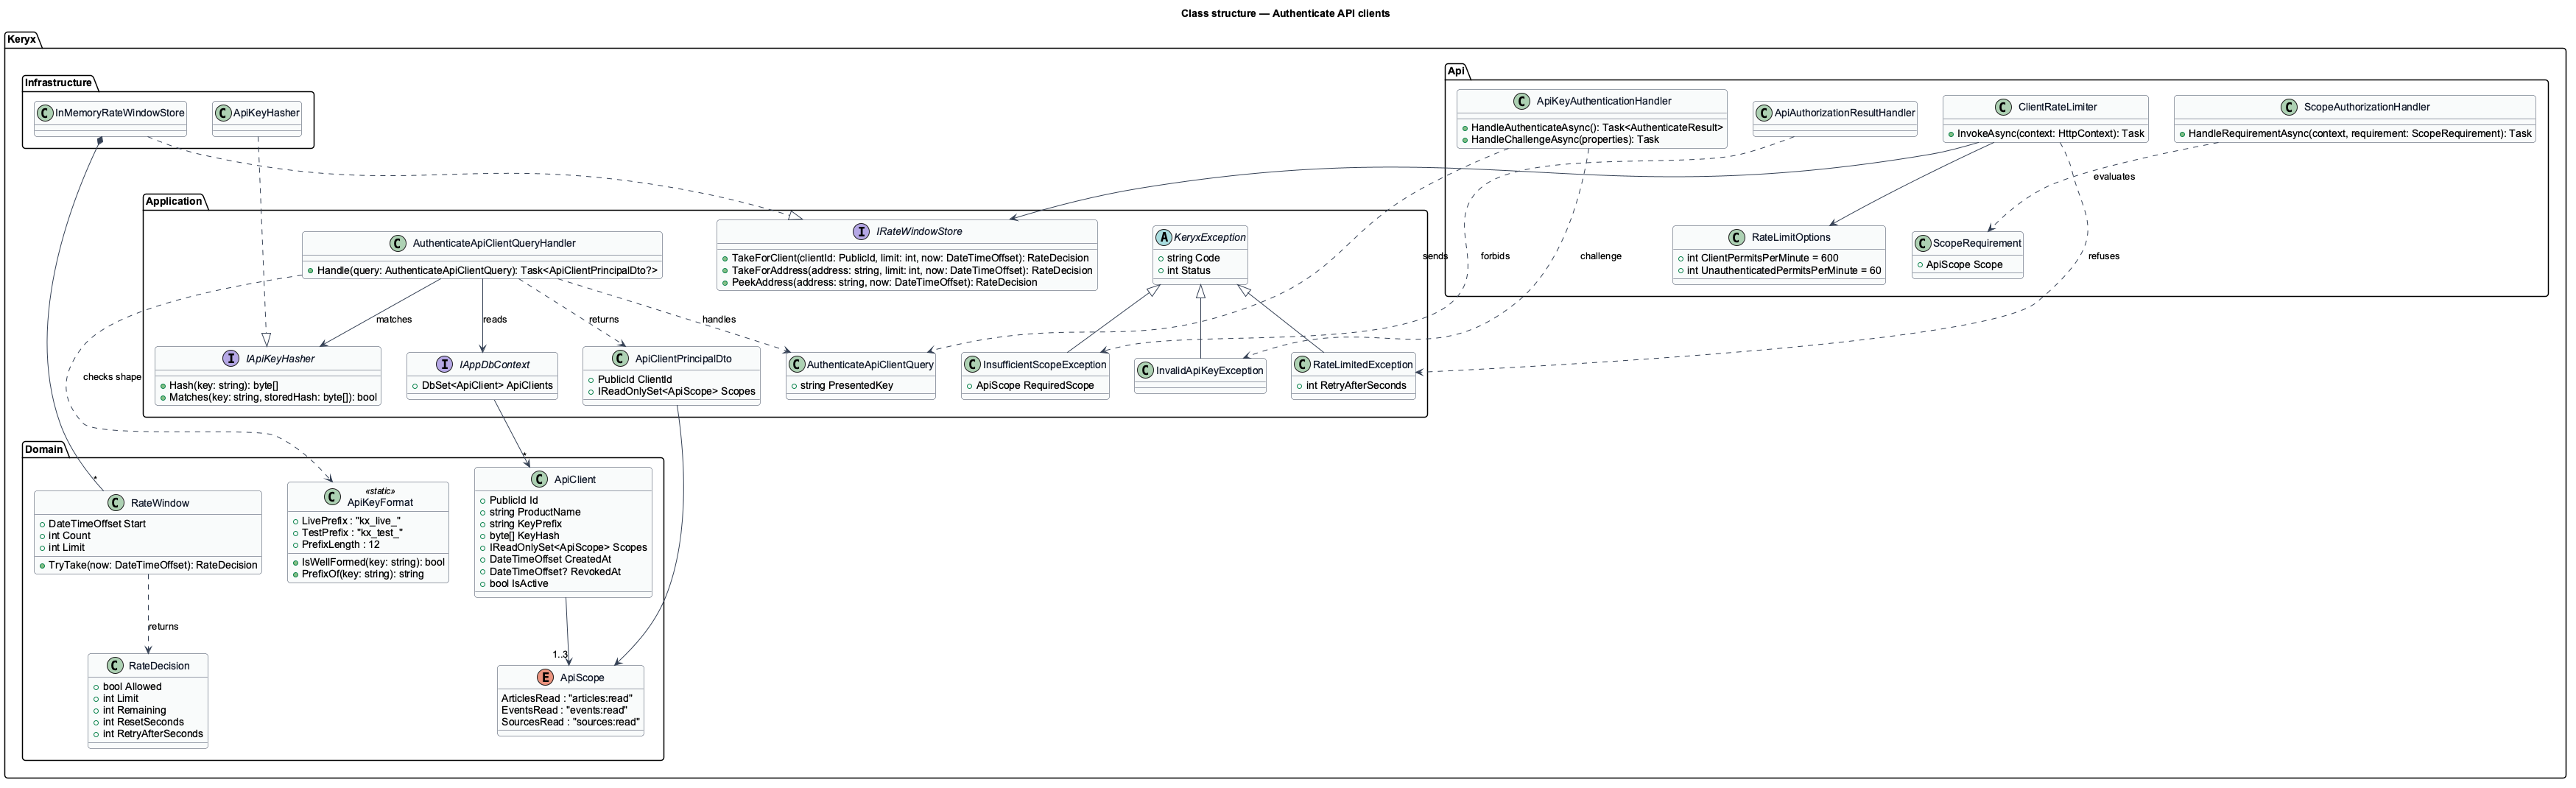 Class structure — Authenticate API clients
Keryx
Infrastructure
InMemoryRateWindowStore
ApiKeyHasher
Api
ApiKeyAuthenticationHandler
HandleAuthenticateAsync(): Task<AuthenticateResult>
HandleChallengeAsync(properties): Task
ApiAuthorizationResultHandler
ClientRateLimiter
InvokeAsync(context: HttpContext): Task
ScopeAuthorizationHandler
HandleRequirementAsync(context, requirement: ScopeRequirement): Task
evaluates
RateLimitOptions
int ClientPermitsPerMinute = 600
int UnauthenticatedPermitsPerMinute = 60
ScopeRequirement
ApiScope Scope
sends
forbids
challenge
refuses
Application
AuthenticateApiClientQueryHandler
Handle(query: AuthenticateApiClientQuery): Task<ApiClientPrincipalDto?>
IRateWindowStore
TakeForClient(clientId: PublicId, limit: int, now: DateTimeOffset): RateDecision
TakeForAddress(address: string, limit: int, now: DateTimeOffset): RateDecision
PeekAddress(address: string, now: DateTimeOffset): RateDecision
KeryxException
string Code
int Status
matches
reads
returns
handles
checks shape
IApiKeyHasher
Hash(key: string): byte[]
Matches(key: string, storedHash: byte[]): bool
IAppDbContext
DbSet<ApiClient> ApiClients
ApiClientPrincipalDto
PublicId ClientId
IReadOnlySet<ApiScope> Scopes
AuthenticateApiClientQuery
string PresentedKey
InsufficientScopeException
ApiScope RequiredScope
InvalidApiKeyException
RateLimitedException
int RetryAfterSeconds
Domain
*
*
RateWindow
DateTimeOffset Start
int Count
int Limit
TryTake(now: DateTimeOffset): RateDecision
«static»
ApiKeyFormat
LivePrefix : "kx_live_"
TestPrefix : "kx_test_"
PrefixLength : 12
IsWellFormed(key: string): bool
PrefixOf(key: string): string
ApiClient
PublicId Id
string ProductName
string KeyPrefix
byte[] KeyHash
IReadOnlySet<ApiScope> Scopes
DateTimeOffset CreatedAt
DateTimeOffset? RevokedAt
bool IsActive
returns
1..3
RateDecision
bool Allowed
int Limit
int Remaining
int ResetSeconds
int RetryAfterSeconds
ApiScope
ArticlesRead : "articles:read"
EventsRead : "events:read"
SourcesRead : "sources:read"